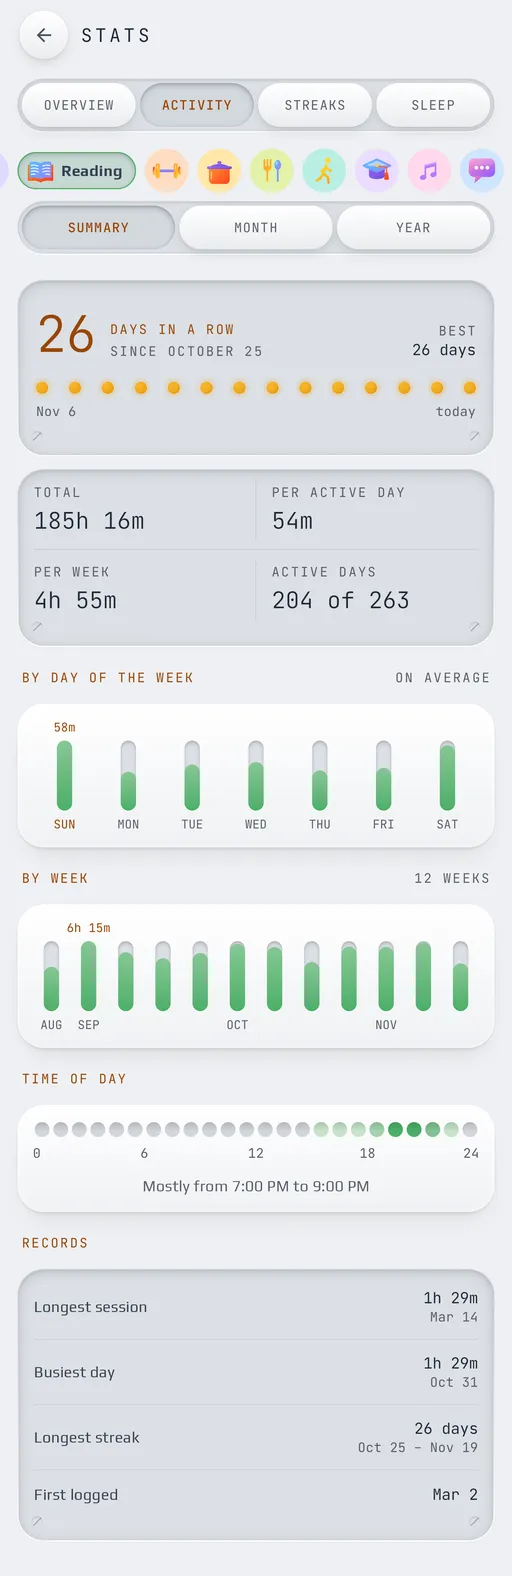 STATS
OVERVIEW ACTIVITY STREAKS SLEEP
Reading
SUMMARY MONTH YEAR
26 DAYS IN A ROW
SINCE OCTOBER 25
BEST
26 days
Nov 6 today
TOTAL PER ACTIVE DAY
185h 16m 54m
PER WEEK ACTIVE DAYS
4h 55m 204 of 263
BY DAY OF THE WEEK ON AVERAGE
58m
SUN MON TUE WED THU FRI SAT
BY WEEK 12 WEEKS
6h 15m
AUG SEP OCT NOV
TIME OF DAY
0 6 12 18 24
Mostly from 7:00 PM to 9:00 PM
RECORDS
Longest session 1h 29m
Mar 14
Busiest day 1h 29m
Oct 31
Longest streak 26 days
Oct 25 – Nov 19
First logged Mar 2